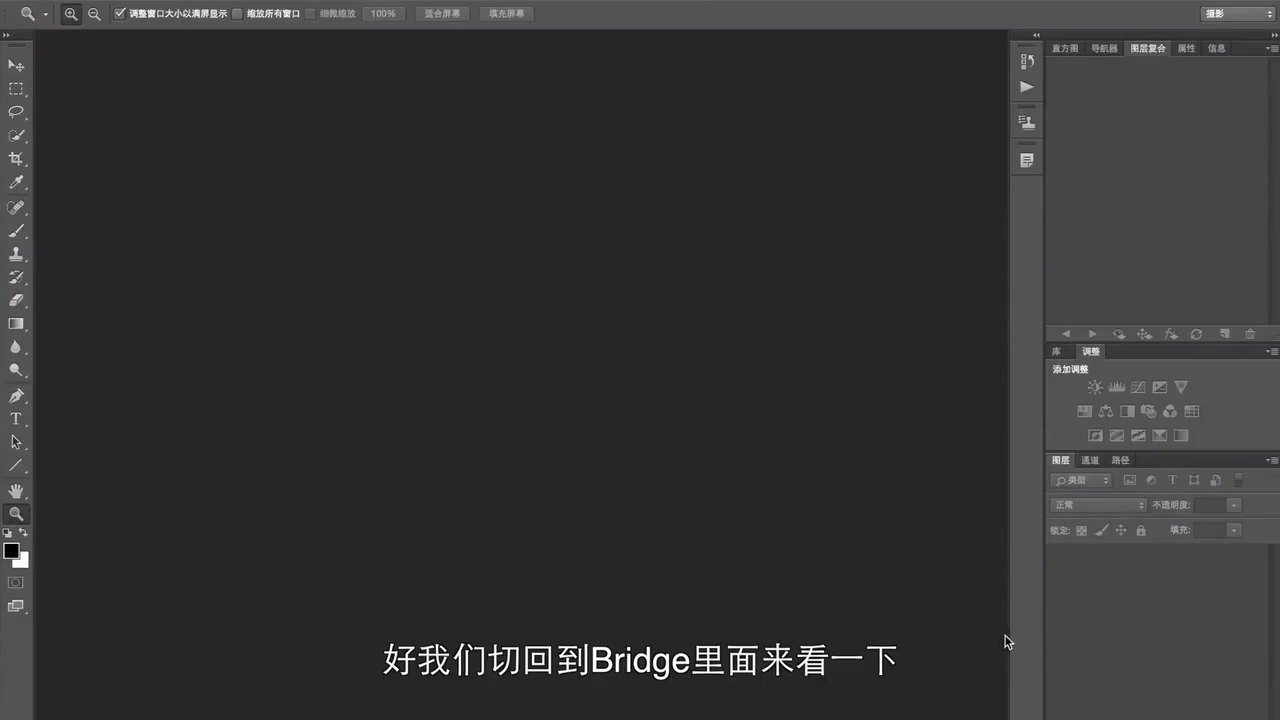 调整窗口大小以满屏显示 缩放所有窗口 细微缩放 100% 适合屏幕 填充屏幕 摄影
直方图 导航器 图层复合 属性 信息
库 调整
添加调整
图层 通道 路径
类型
正常 不透明度:
锁定: 填充:
好我们切回到Bridge里面来看一下